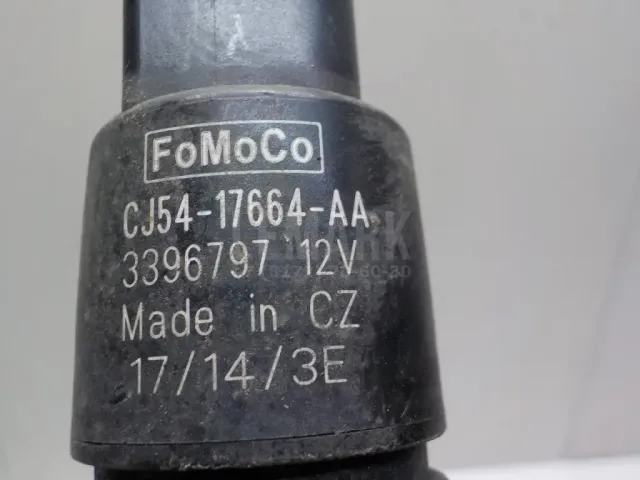 FoMoCo
CJ54-17664-AA
3396797 12V
Made in CZ
17/14/3E